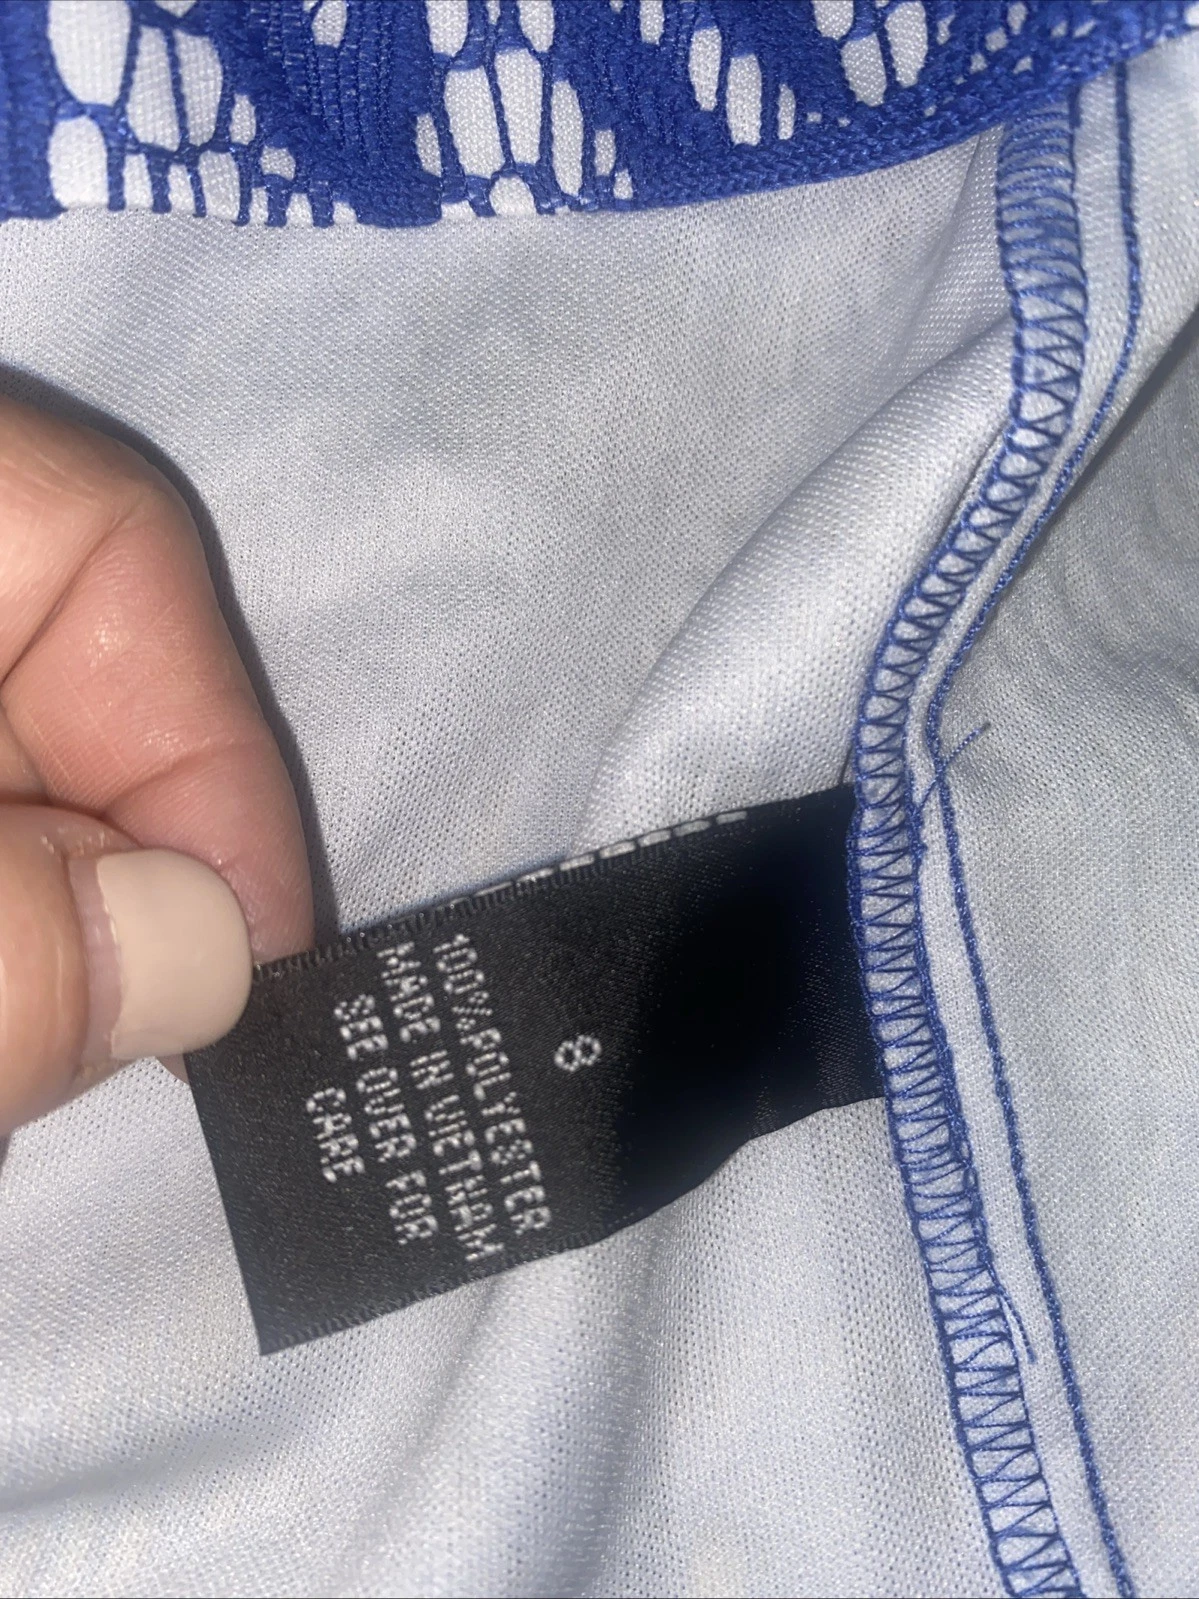 8
100%POLYESTER
MADE IN VIETNAM
SEE OVER FOR
CARE